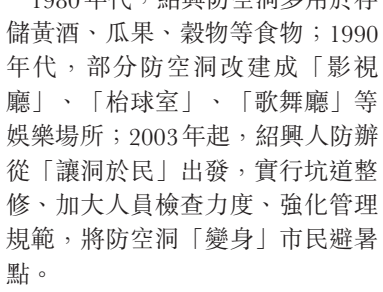 1980年代，紹興防空洞多用於存
儲黃酒、瓜果、穀物等食物；1990
年代，部分防空洞改建成「影視
廳」、「枱球室」、「歌舞廳」等
娛樂場所；2003年起，紹興人防辦
從「讓洞於民」出發，實行坑道整
修、加大人員檢查力度、強化管理
規範，將防空洞「變身」市民避暑
點。